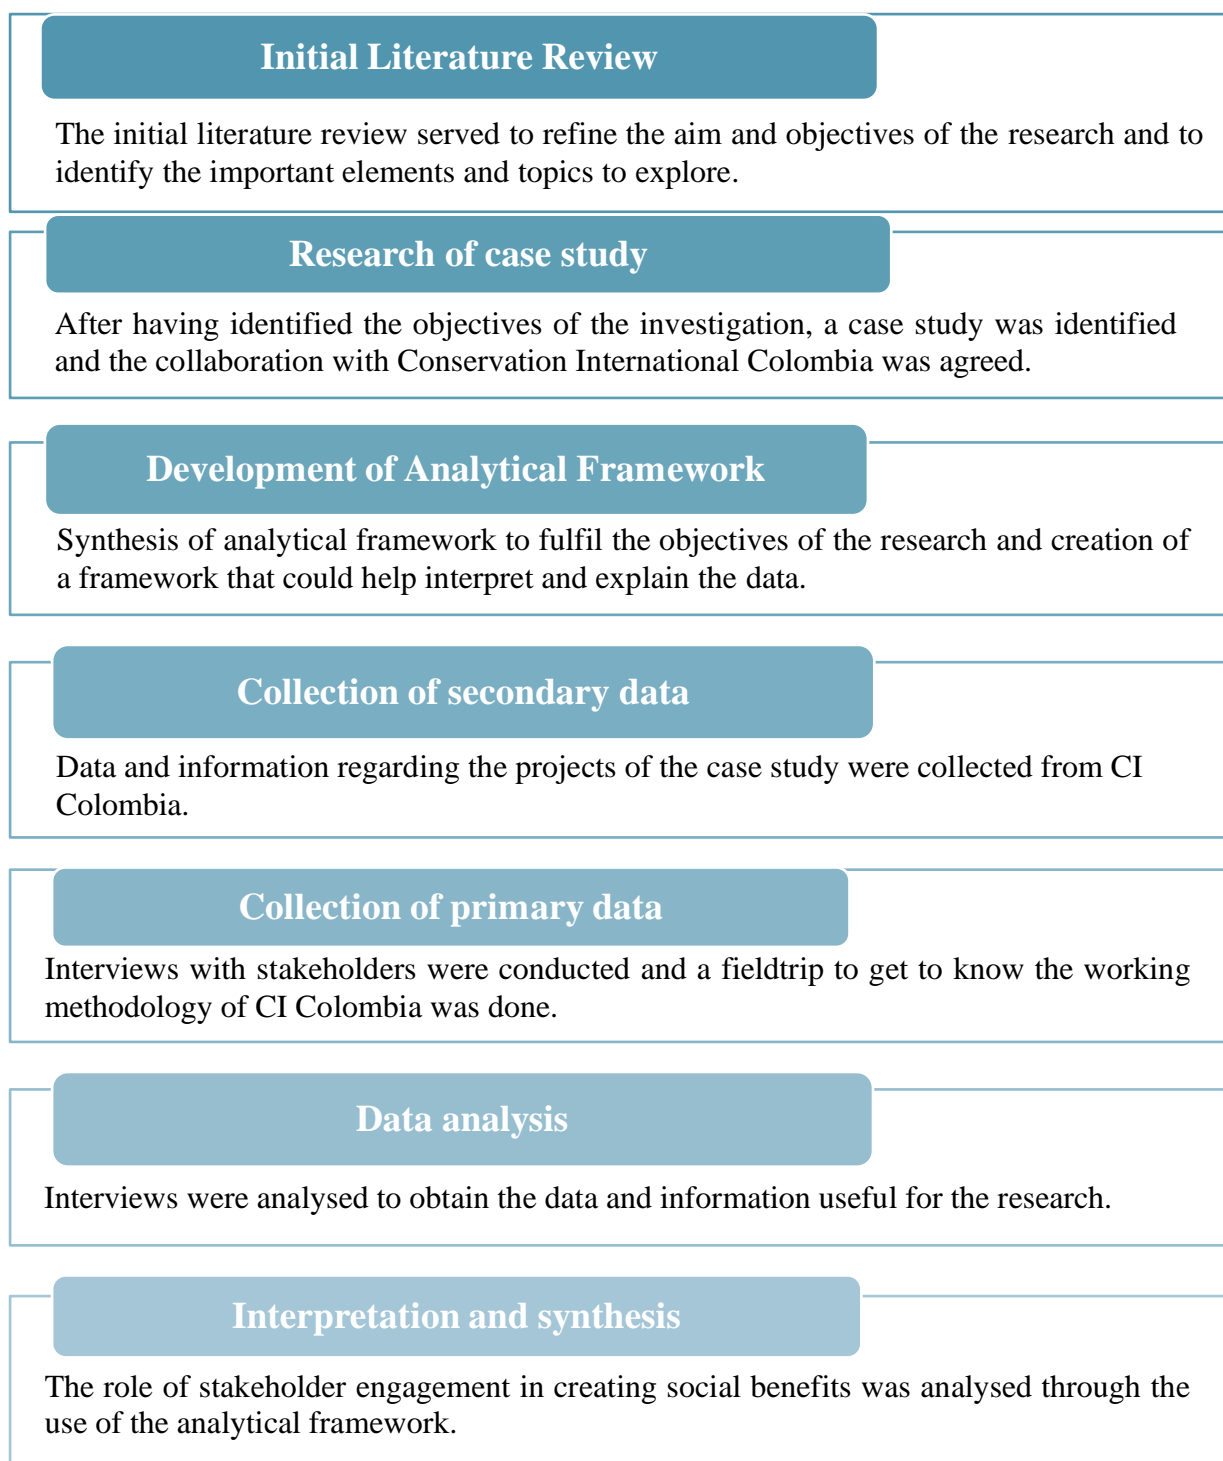 Initial Literature Review
The initial literature review served to refine the aim and objectives of the research and to
identify the important elements and topics to explore.
Research of case study
After having identified the objectives of the investigation, a case study was identified
and the collaboration with Conservation International Colombia was agreed.
Development of Analytical Framework
Synthesis of analytical framework to fulfil the objectives of the research and creation of
a framework that could help interpret and explain the data.
Collection of secondary data
Data and information regarding the projects of the case study were collected from CI
Colombia.
Collection of primary data
Interviews with stakeholders were conducted and a fieldtrip to get to know the working
methodology of CI Colombia was done.
Data analysis
Interviews were analysed to obtain the data and information useful for the research.
Interpretation and synthesis
The role of stakeholder engagement in creating social benefits was analysed through the
use of the analytical framework.